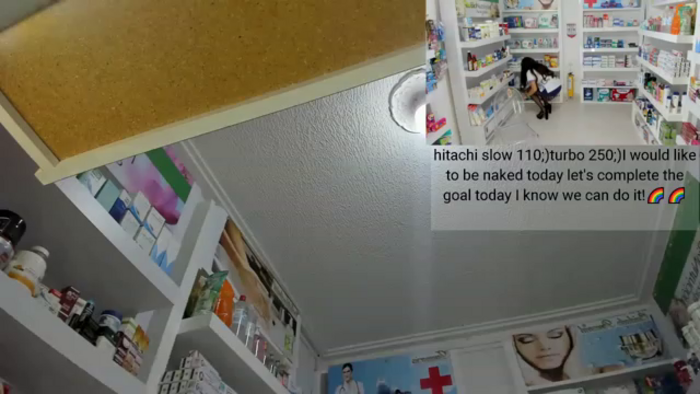 hitachi slow 110;)turbo 250;)I would like
to be naked today let's complete the
goal today I know we can do it!🌈🌈